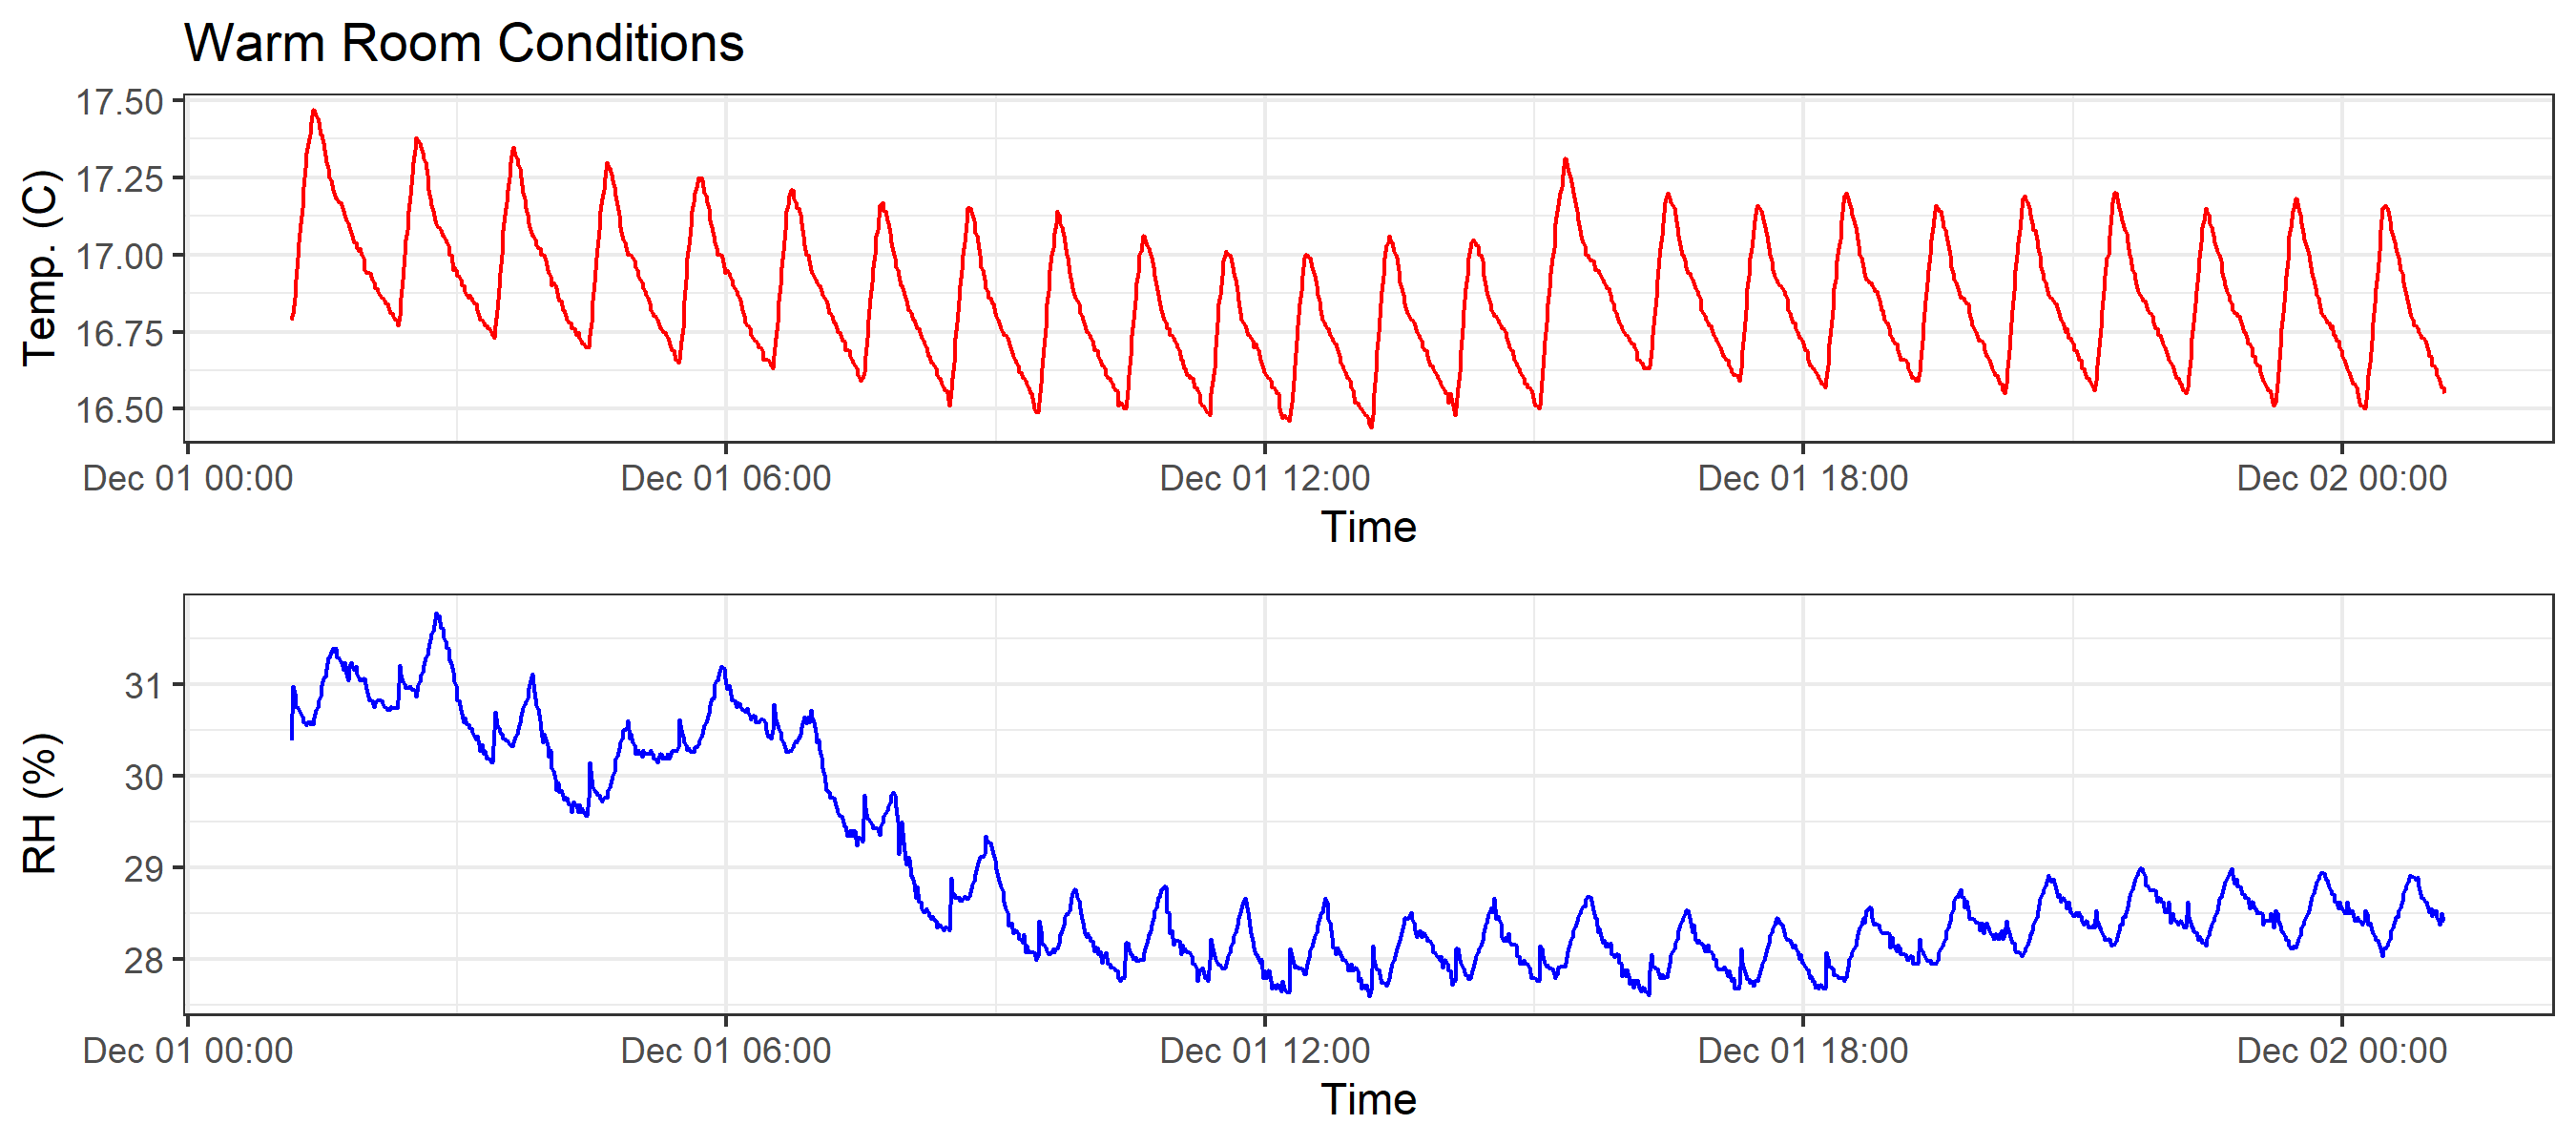 Warm Room Conditions
Temp. (C)
17.50
17.25
17.00
16.75
16.50
Dec 01 00:00 Dec 01 06:00 Dec 01 12:00 Dec 01 18:00 Dec 02 00:00
Time
RH (%)
31
30
29
28
Dec 01 00:00 Dec 01 06:00 Dec 01 12:00 Dec 01 18:00 Dec 02 00:00
Time